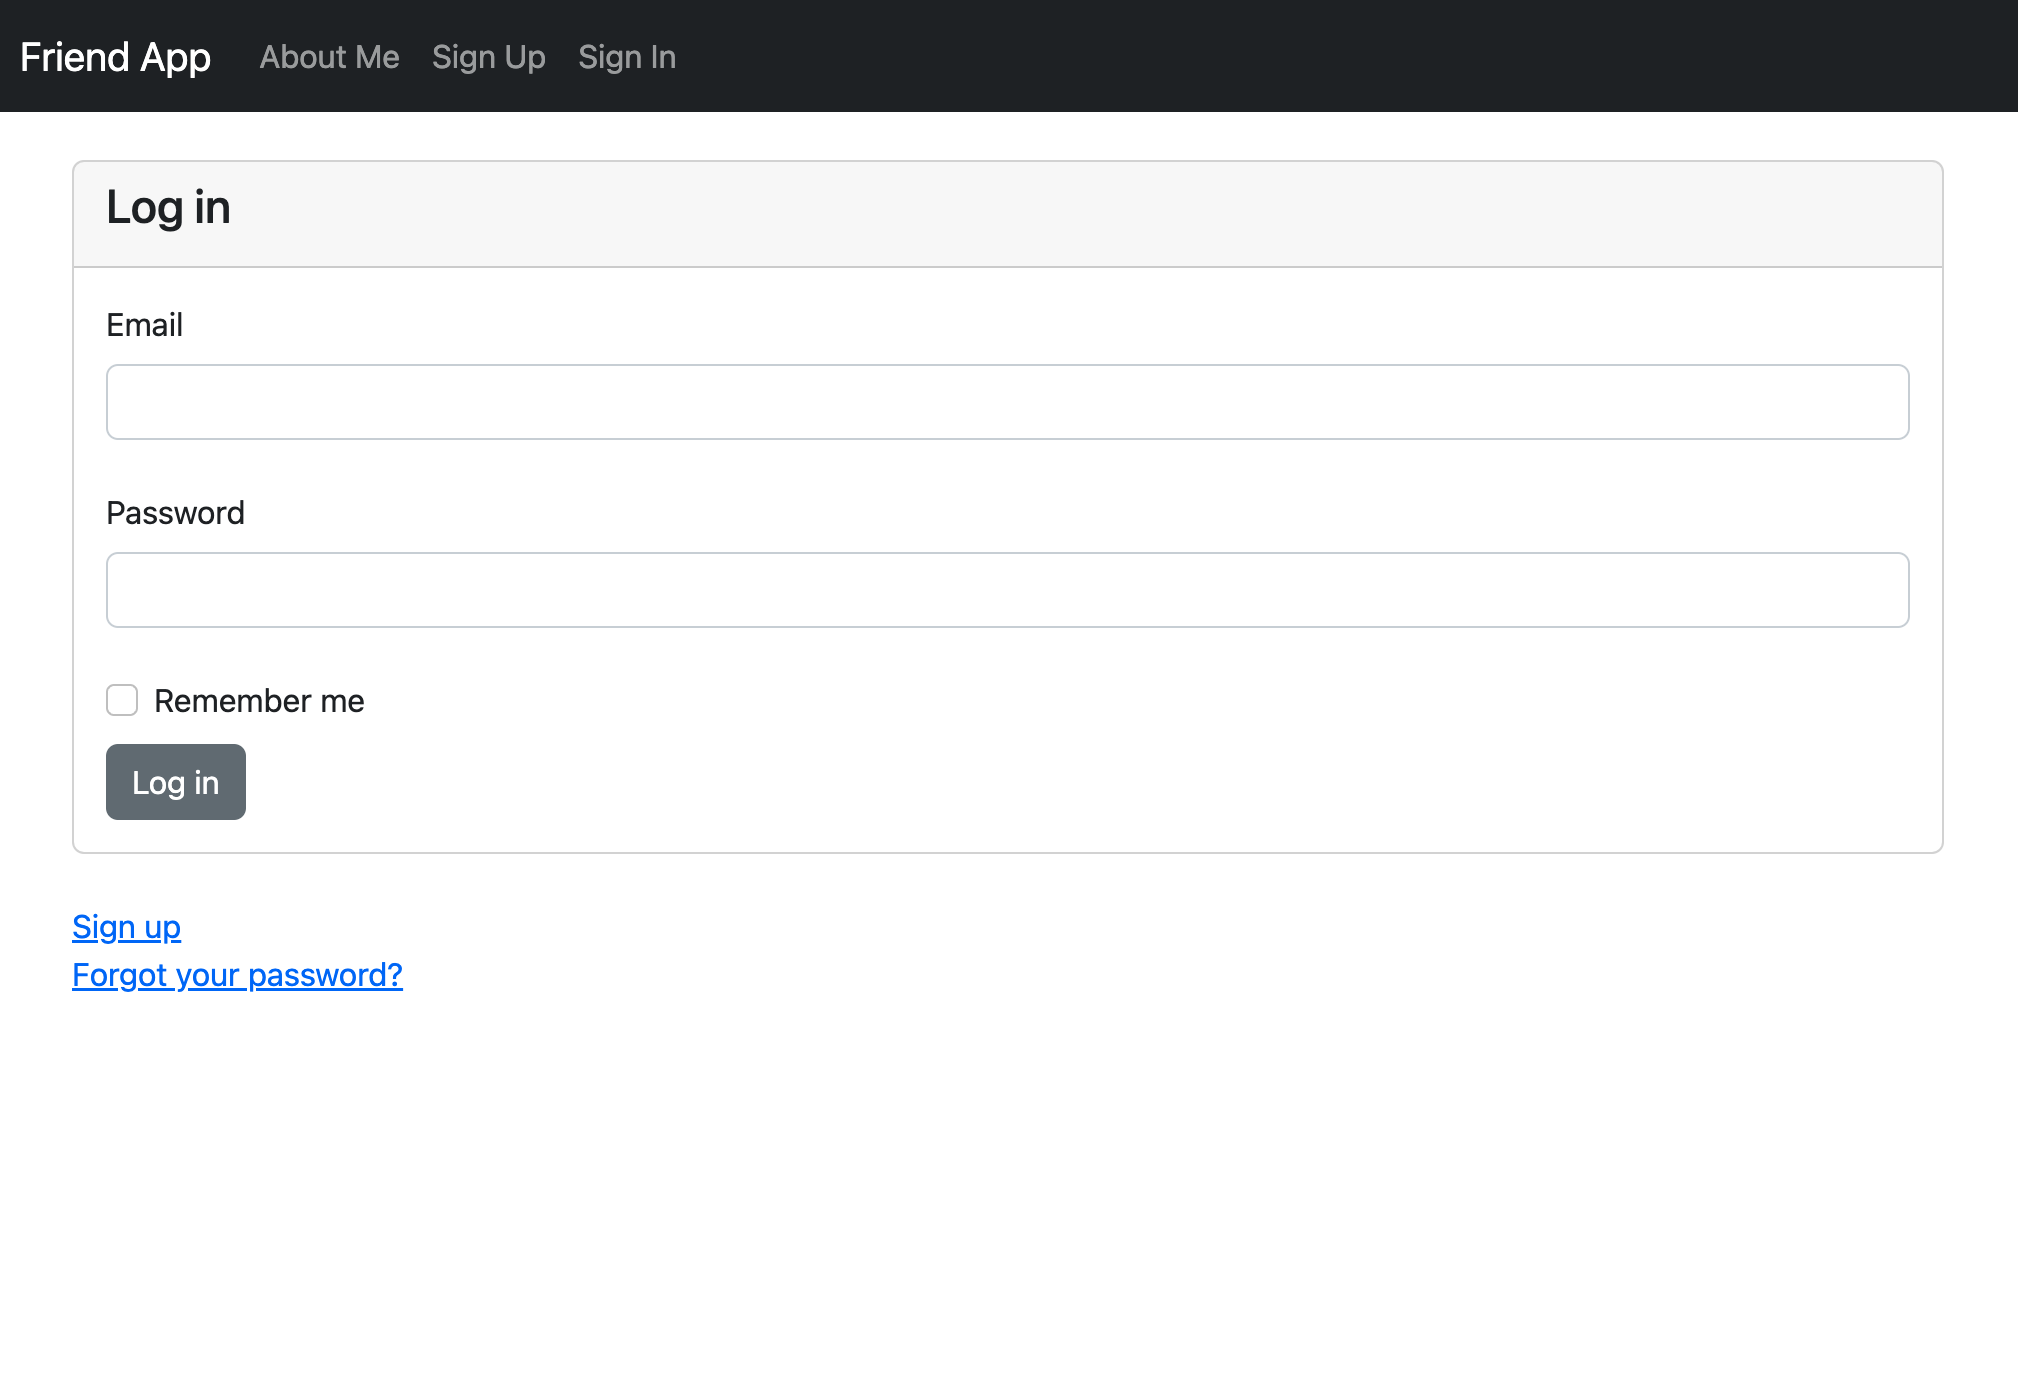 Friend App About Me Sign Up Sign In
Log in
Email
Password
Remember me
Log in
Sign up
Forgot your password?